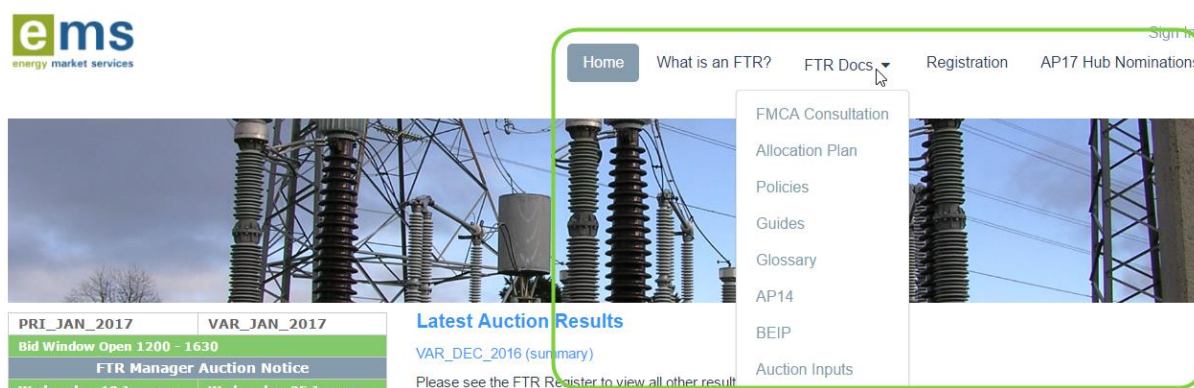 ems
energy market services
Sign In
Home What is an FTR? FTR Docs Registration AP17 Hub Nominations
FMCA Consultation
Allocation Plan
Policies
Guides
Glossary
AP14
BEIP
Auction Inputs
PRI_JAN_2017 VAR_JAN_2017
Bid Window Open 1200 - 1630
FTR Manager Auction Notice
Latest Auction Results
VAR_DEC_2016 (summary)
Please see the FTR Register to view all other result